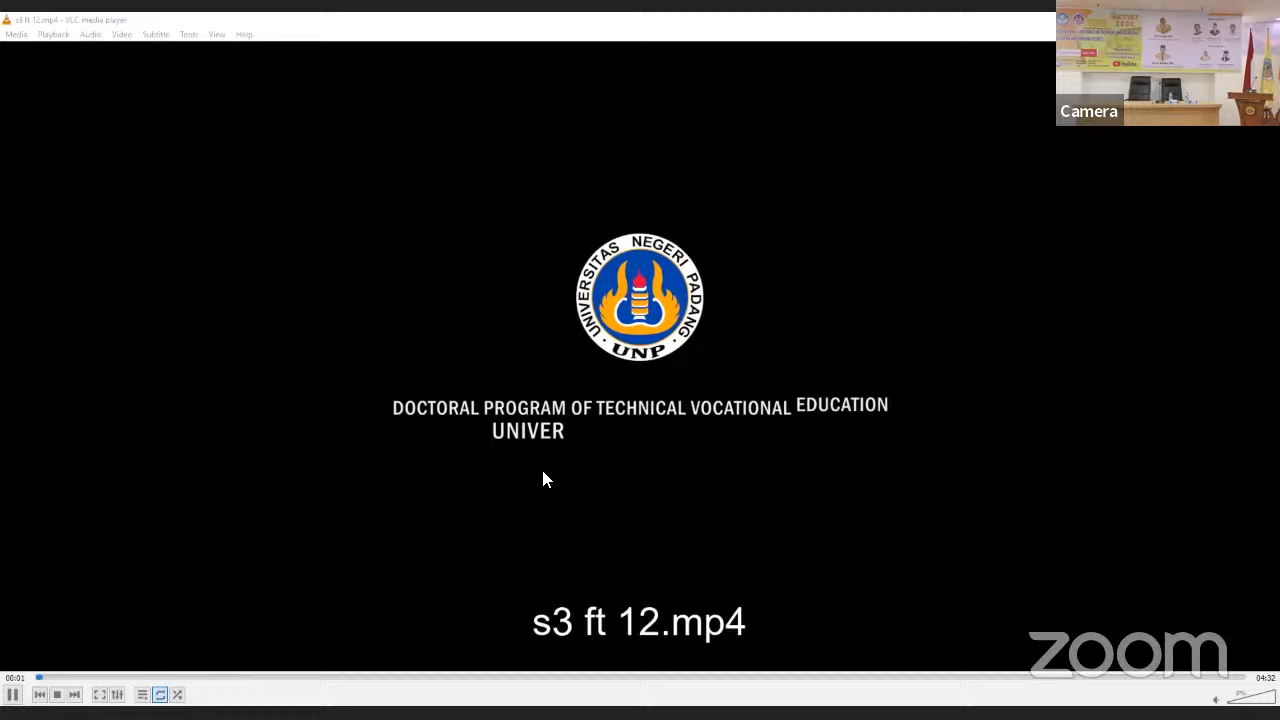 s3 ft 12.mp4 - VLC media player
Media Playback Audio Video Subtitle Tools View Help
Camera
UNIVERSITAS NEGERI PADANG
UNP
DOCTORAL PROGRAM OF TECHNICAL VOCATIONAL EDUCATION
UNIVER
s3 ft 12.mp4
zoom
00:01
04:32
0%